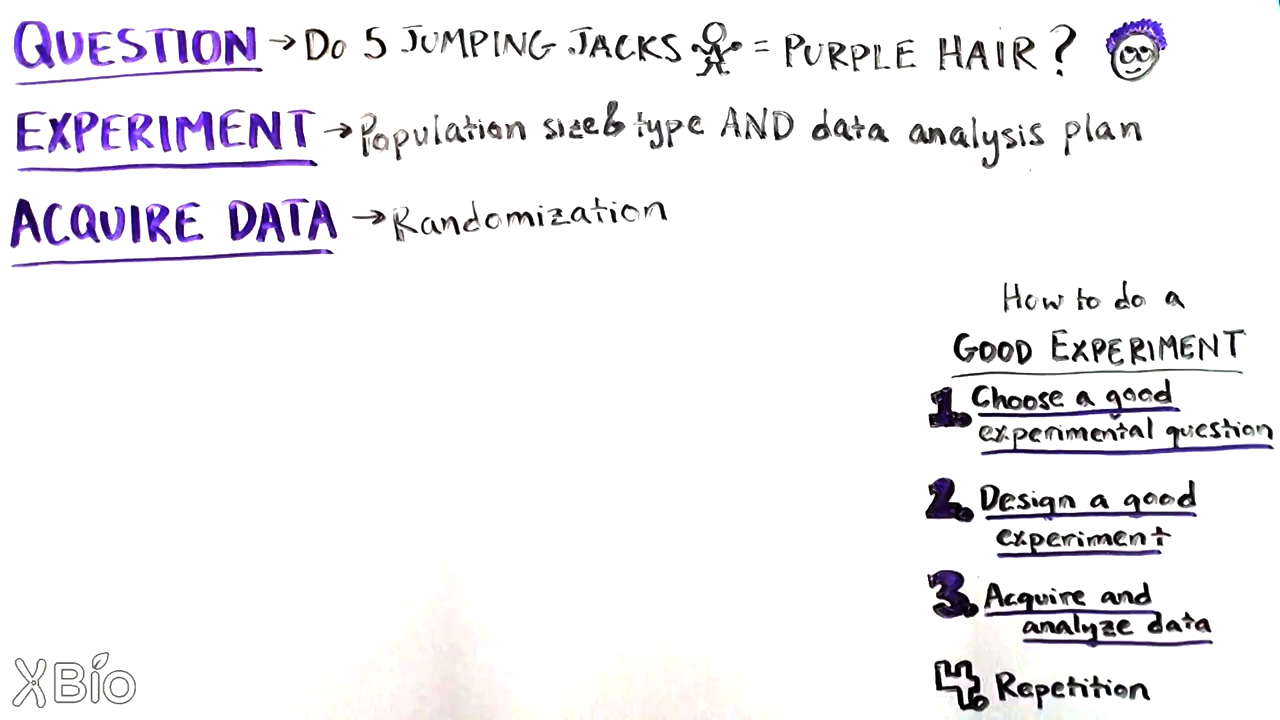 QUESTION → Do 5 JUMPING JACKS = PURPLE HAIR?
EXPERIMENT → Population size & type AND data analysis plan
ACQUIRE DATA → Randomization
How to do a
GOOD EXPERIMENT
1. Choose a good
experimental question
2. Design a good
experiment
3. Acquire and
analyze data
4. Repetition
XBio